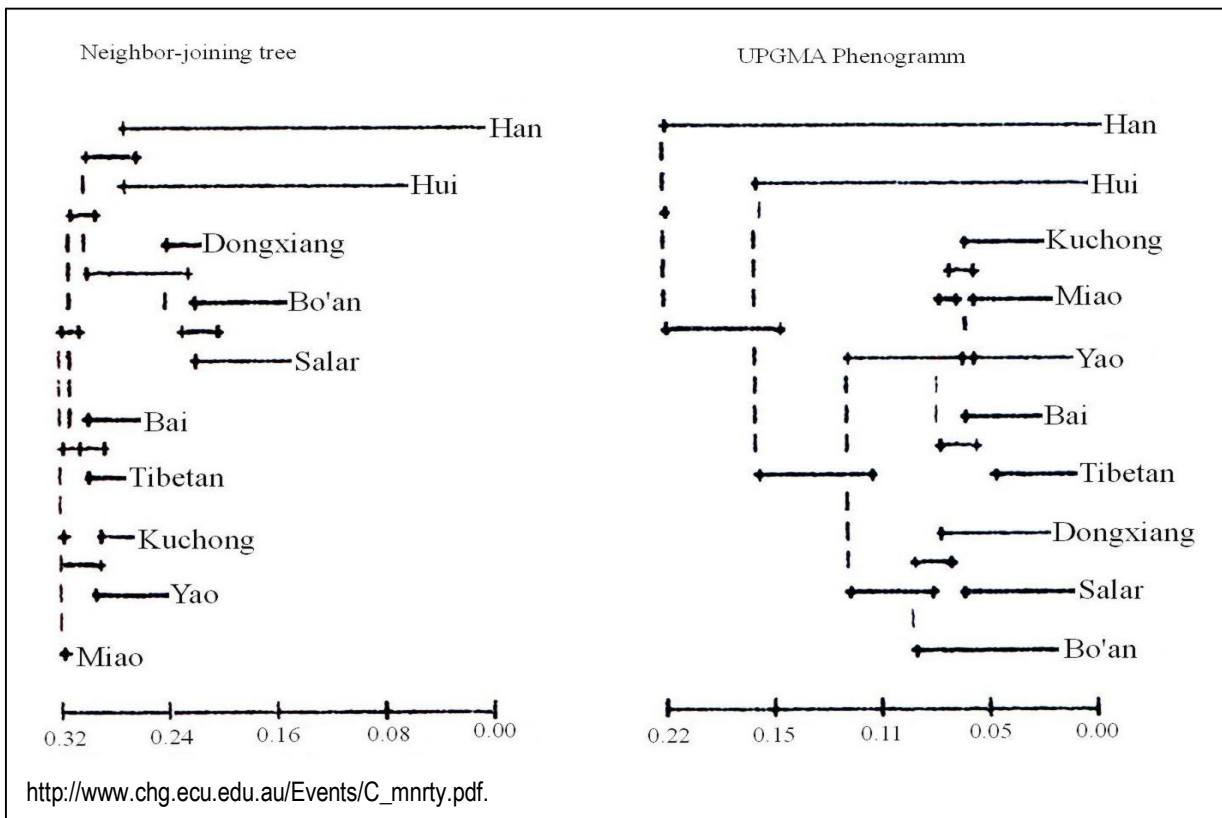 Neighbor-joining tree
Han
Hui
Dongxiang
Bo'an
Salar
Bai
Tibetan
Kuchong
Yao
Miao
0.32 0.24 0.16 0.08 0.00
UPGMA Phenogramm
Han
Hui
Kuchong
Miao
Yao
Bai
Tibetan
Dongxiang
Salar
Bo'an
0.22 0.15 0.11 0.05 0.00
http://www.chg.ecu.edu.au/Events/C_mnrty.pdf.